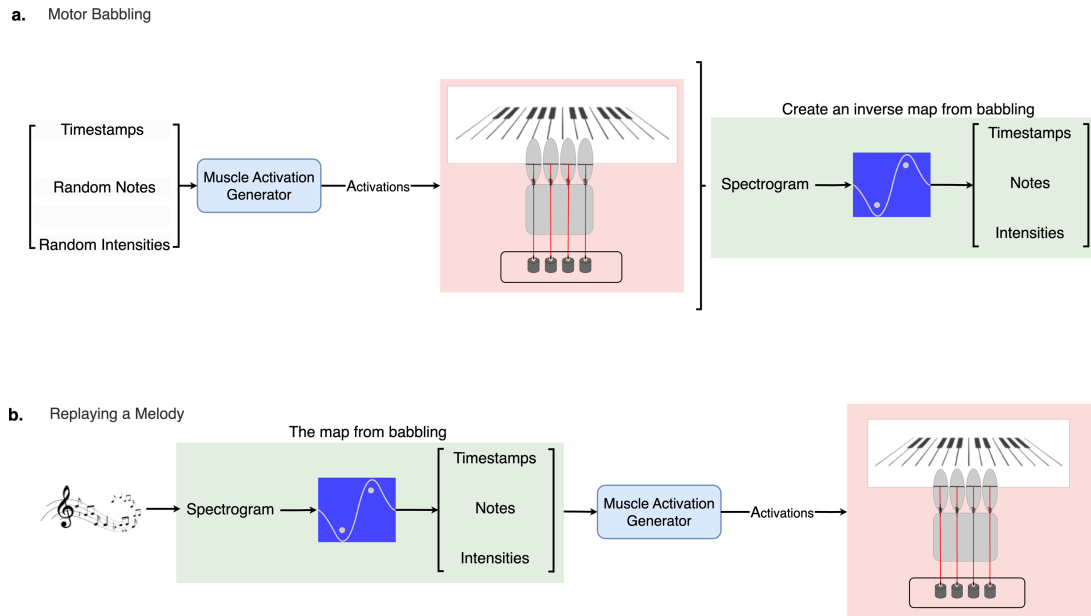 a. Motor Babbling
Timestamps
Random Notes
Random Intensities
Muscle Activation
Generator
Activations
Create an inverse map from babbling
Spectrogram
Timestamps
Notes
Intensities
b. Replaying a Melody
The map from babbling
Spectrogram
Timestamps
Notes
Intensities
Muscle Activation
Generator
Activations